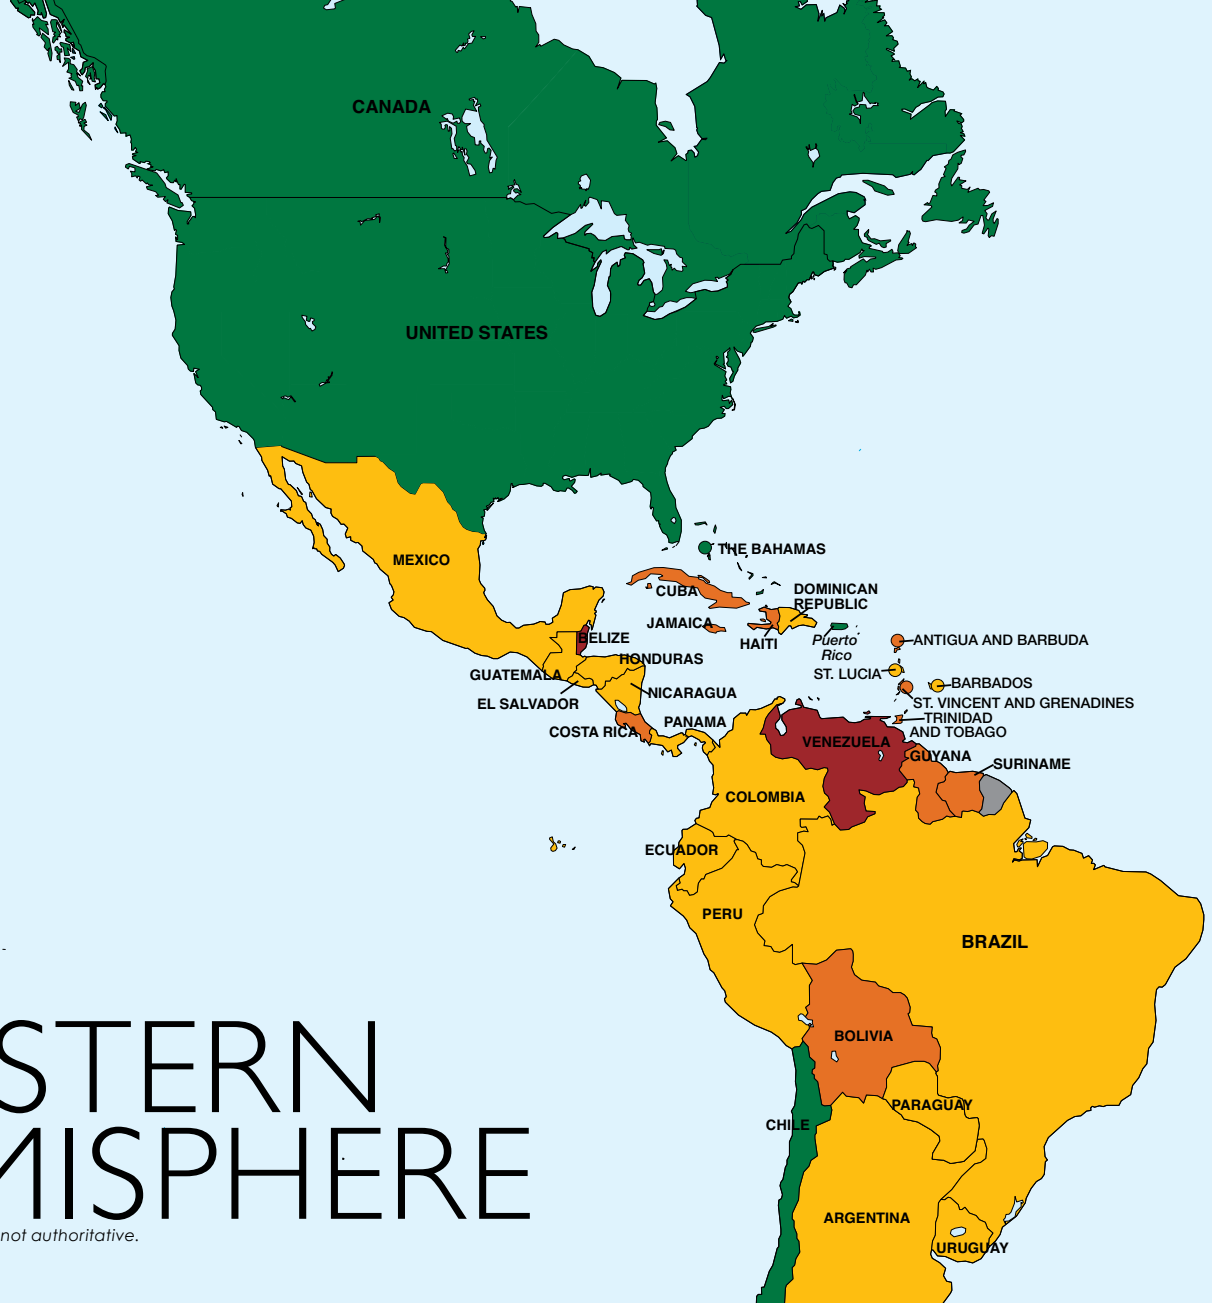 CANADA
UNITED STATES
MEXICO
THE BAHAMAS
CUBA
DOMINICAN
REPUBLIC
JAMAICA
HAITI
Puerto
Rico
BELIZE
ANTIGUA AND BARBUDA
HONDURAS
GUATEMALA
ST. LUCIA
BARBADOS
EL SALVADOR
NICARAGUA
ST. VINCENT AND GRENADINES
COSTA RICA
PANAMA
TRINIDAD
AND TOBAGO
VENEZUELA
GUYANA
SURINAME
COLOMBIA
ECUADOR
PERU
BRAZIL
BOLIVIA
PARAGUAY
CHILE
ARGENTINA
URUGUAY
STERN
MISPHERE
not authoritative.